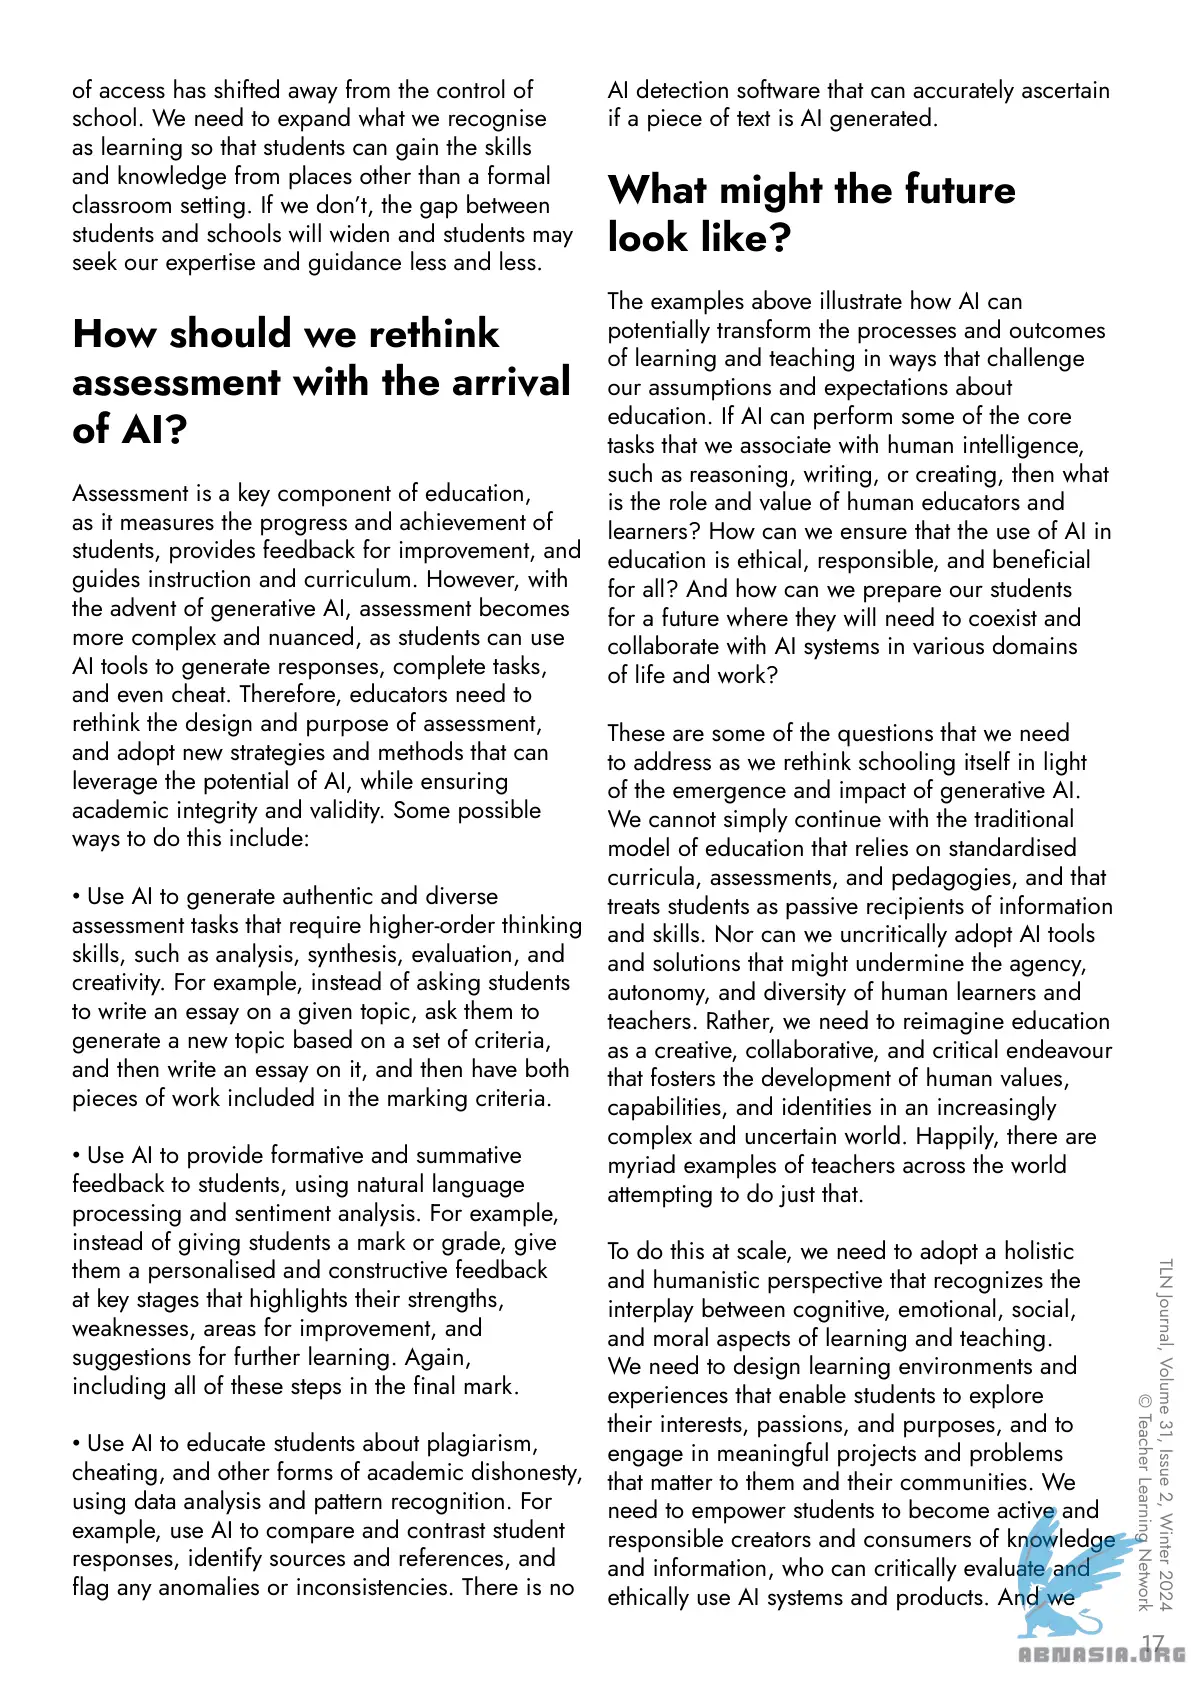 of access has shifted away from the control of
school. We need to expand what we recognise
as learning so that students can gain the skills
and knowledge from places other than a formal
classroom setting. If we don’t, the gap between
students and schools will widen and students may
seek our expertise and guidance less and less.
How should we rethink
assessment with the arrival
of AI?
Assessment is a key component of education,
as it measures the progress and achievement of
students, provides feedback for improvement, and
guides instruction and curriculum. However, with
the advent of generative AI, assessment becomes
more complex and nuanced, as students can use
AI tools to generate responses, complete tasks,
and even cheat. Therefore, educators need to
rethink the design and purpose of assessment,
and adopt new strategies and methods that can
leverage the potential of AI, while ensuring
academic integrity and validity. Some possible
ways to do this include:
• Use AI to generate authentic and diverse
assessment tasks that require higher-order thinking
skills, such as analysis, synthesis, evaluation, and
creativity. For example, instead of asking students
to write an essay on a given topic, ask them to
generate a new topic based on a set of criteria,
and then write an essay on it, and then have both
pieces of work included in the marking criteria.
• Use AI to provide formative and summative
feedback to students, using natural language
processing and sentiment analysis. For example,
instead of giving students a mark or grade, give
them a personalised and constructive feedback
at key stages that highlights their strengths,
weaknesses, areas for improvement, and
suggestions for further learning. Again,
including all of these steps in the final mark.
• Use AI to educate students about plagiarism,
cheating, and other forms of academic dishonesty,
using data analysis and pattern recognition. For
example, use AI to compare and contrast student
responses, identify sources and references, and
flag any anomalies or inconsistencies. There is no
AI detection software that can accurately ascertain
if a piece of text is AI generated.
What might the future
look like?
The examples above illustrate how AI can
potentially transform the processes and outcomes
of learning and teaching in ways that challenge
our assumptions and expectations about
education. If AI can perform some of the core
tasks that we associate with human intelligence,
such as reasoning, writing, or creating, then what
is the role and value of human educators and
learners? How can we ensure that the use of AI in
education is ethical, responsible, and beneficial
for all? And how can we prepare our students
for a future where they will need to coexist and
collaborate with AI systems in various domains
of life and work?
These are some of the questions that we need
to address as we rethink schooling itself in light
of the emergence and impact of generative AI.
We cannot simply continue with the traditional
model of education that relies on standardised
curricula, assessments, and pedagogies, and that
treats students as passive recipients of information
and skills. Nor can we uncritically adopt AI tools
and solutions that might undermine the agency,
autonomy, and diversity of human learners and
teachers. Rather, we need to reimagine education
as a creative, collaborative, and critical endeavour
that fosters the development of human values,
capabilities, and identities in an increasingly
complex and uncertain world. Happily, there are
myriad examples of teachers across the world
attempting to do just that.
To do this at scale, we need to adopt a holistic
and humanistic perspective that recognizes the
interplay between cognitive, emotional, social,
and moral aspects of learning and teaching.
We need to design learning environments and
experiences that enable students to explore
their interests, passions, and purposes, and to
engage in meaningful projects and problems
that matter to them and their communities. We
need to empower students to become active and
responsible creators and consumers of knowledge
and information, who can critically evaluate and
ethically use AI systems and products. And we
TLN Journal, Volume 31, Issue 2, Winter 2024
© Teacher Learning Network
17
ABNASIA.ORG